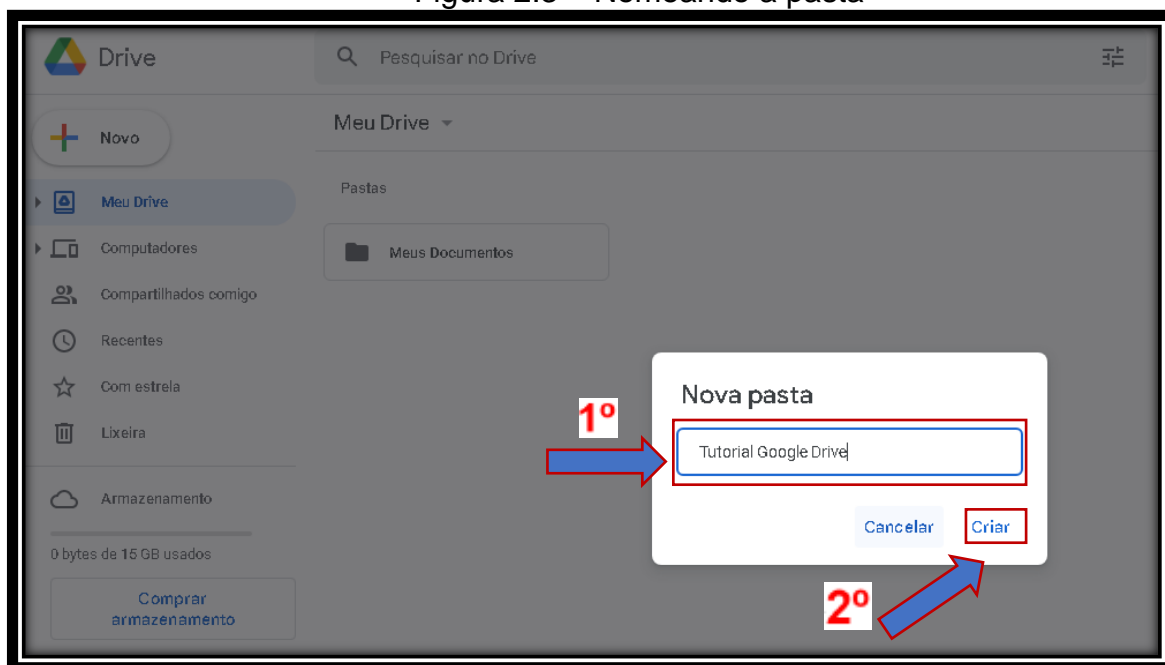 Drive
Pesquisar no Drive
Novo
Meu Drive
Meu Drive
Pastas
Computadores
Meus Documentos
Compartilhados comigo
Recentes
Com estrela
Lixeira
Armazenamento
0 bytes de 15 GB usados
Comprar
armazenamento
1º
Nova pasta
Tutorial Google Drive
Cancelar
Criar
2º